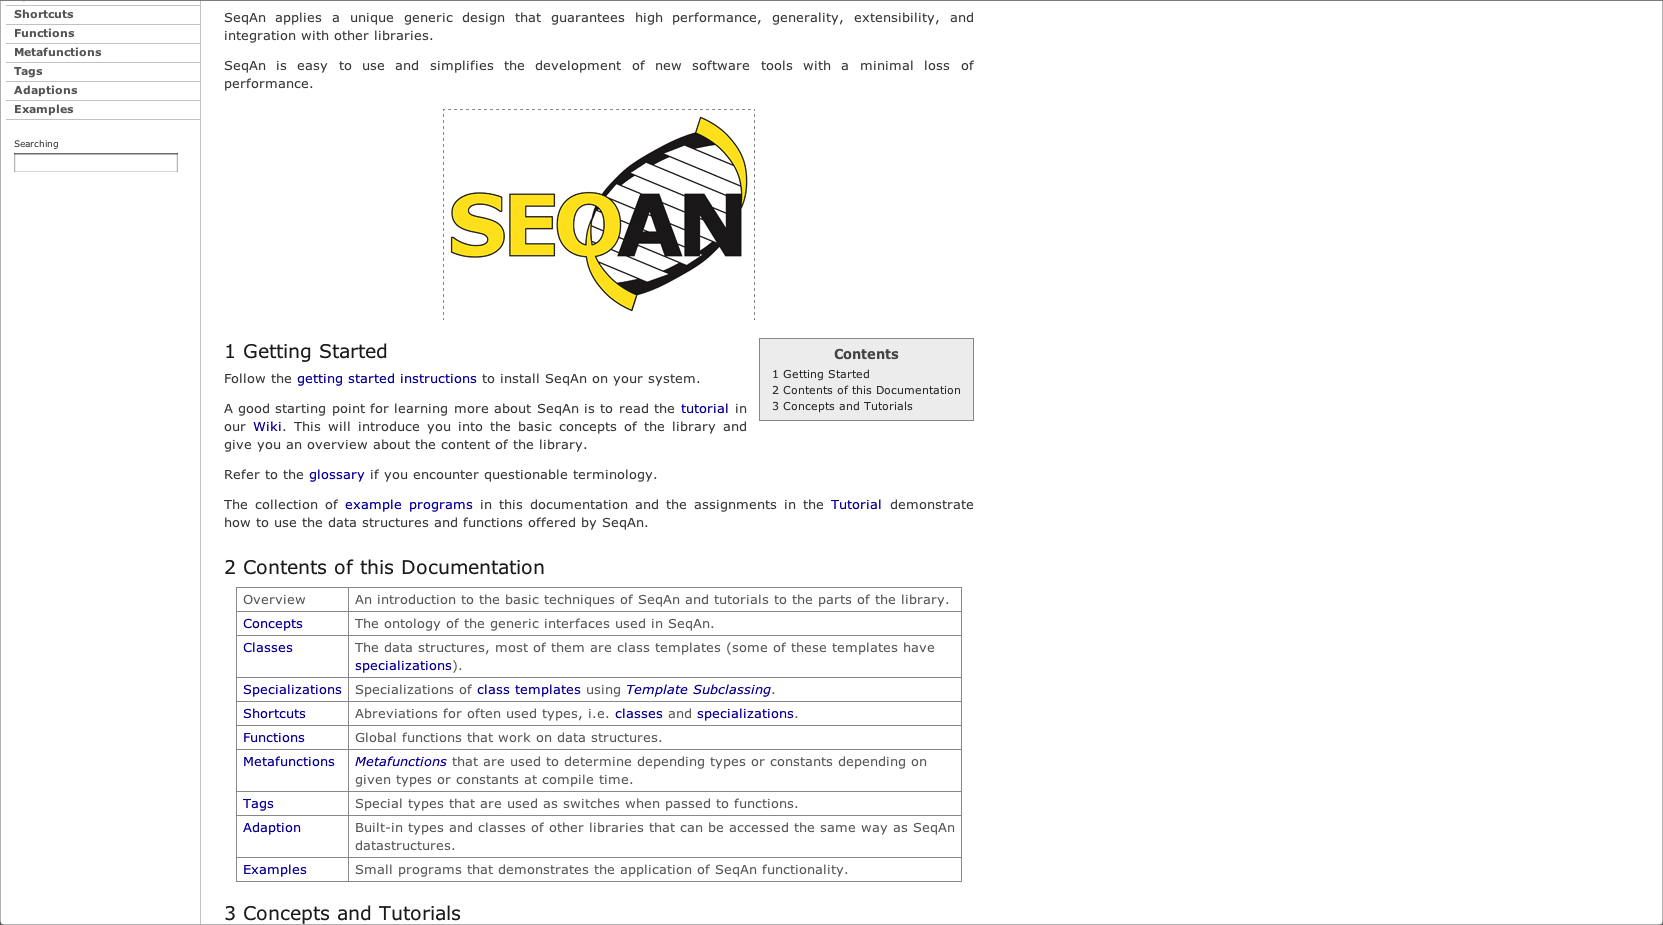 Shortcuts
Functions
Metafunctions
Tags
Adaptions
Examples
Searching
SeqAn applies a unique generic design that guarantees high performance, generality, extensibility, and
integration with other libraries.
SeqAn is easy to use and simplifies the development of new software tools with a minimal loss of
performance.
SEQAN
1 Getting Started
Follow the getting started instructions to install SeqAn on your system.
A good starting point for learning more about SeqAn is to read the tutorial in
our Wiki. This will introduce you into the basic concepts of the library and
give you an overview about the content of the library.
Refer to the glossary if you encounter questionable terminology.
The collection of example programs in this documentation and the assignments in the Tutorial demonstrate
how to use the data structures and functions offered by SeqAn.
Contents
1 Getting Started
2 Contents of this Documentation
3 Concepts and Tutorials
2 Contents of this Documentation
Overview An introduction to the basic techniques of SeqAn and tutorials to the parts of the library.
Concepts The ontology of the generic interfaces used in SeqAn.
Classes The data structures, most of them are class templates (some of these templates have
specializations).
Specializations Specializations of class templates using Template Subclassing.
Shortcuts Abreviations for often used types, i.e. classes and specializations.
Functions Global functions that work on data structures.
Metafunctions Metafunctions that are used to determine depending types or constants depending on
given types or constants at compile time.
Tags Special types that are used as switches when passed to functions.
Adaption Built-in types and classes of other libraries that can be accessed the same way as SeqAn
datastructures.
Examples Small programs that demonstrates the application of SeqAn functionality.
3 Concepts and Tutorials